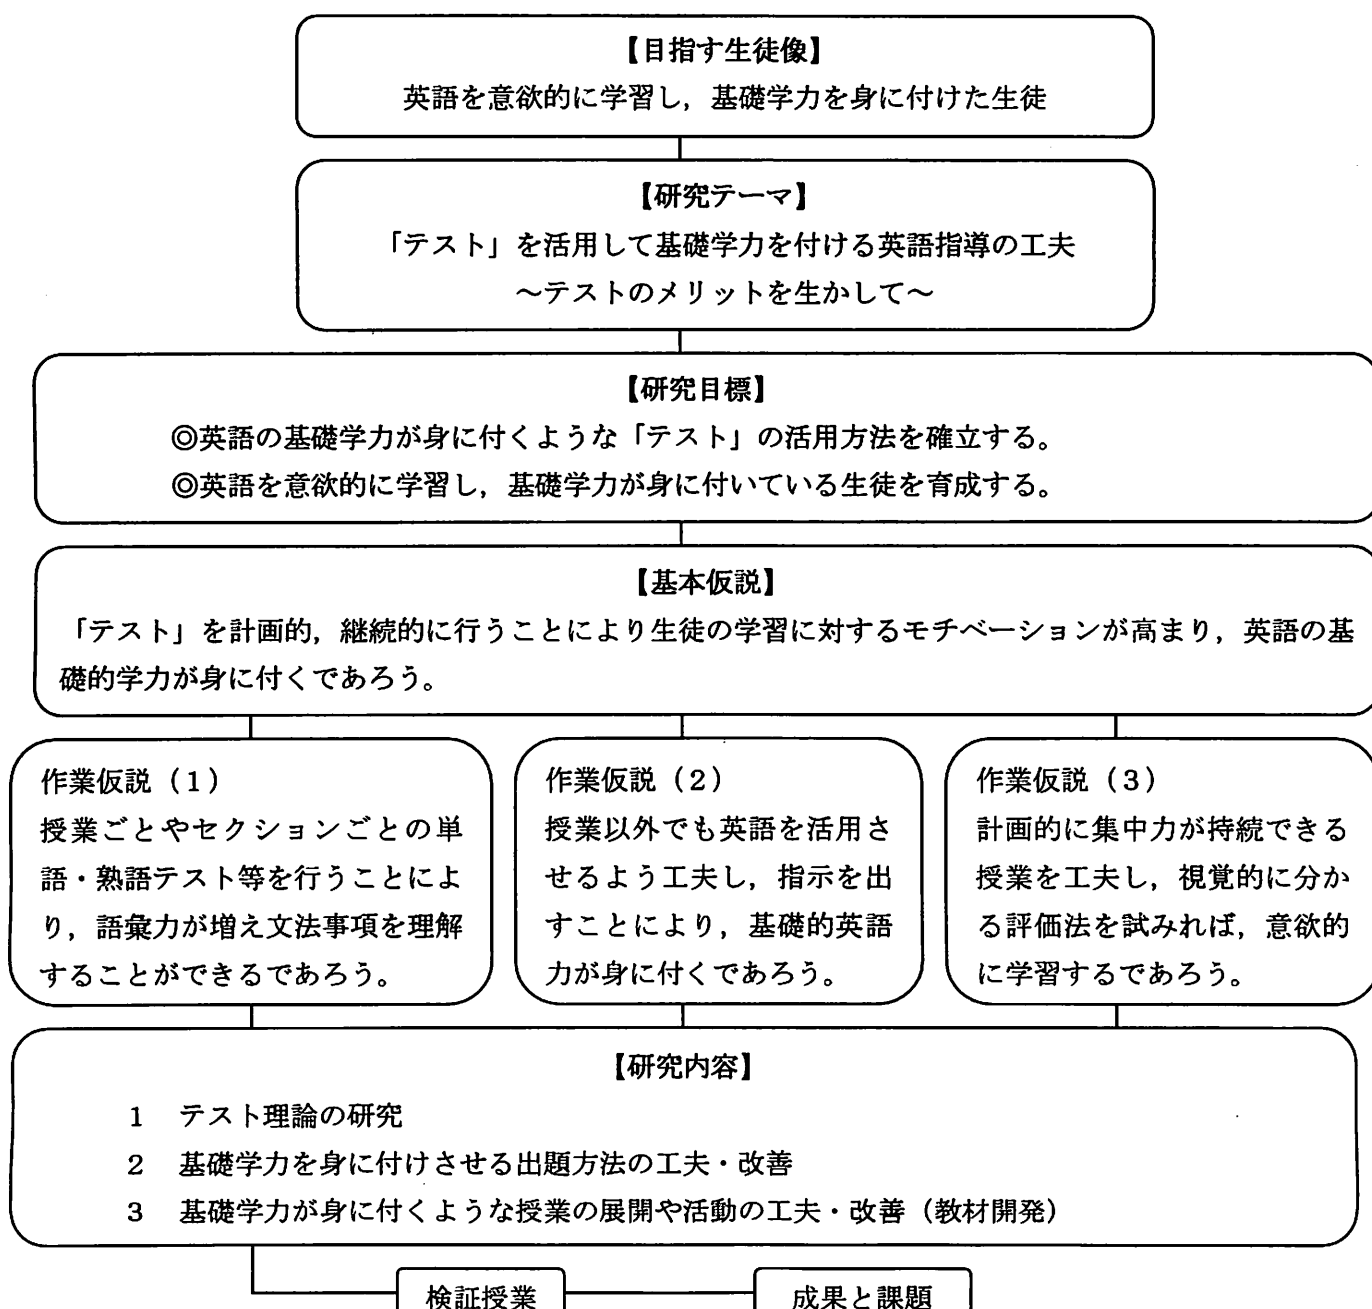 【目指す生徒像】
英語を意欲的に学習し，基礎学力を身に付けた生徒
【研究テーマ】
「テスト」を活用して基礎学力を付ける英語指導の工夫
～テストのメリットを生かして～
【研究目標】
◎英語の基礎学力が身に付くような「テスト」の活用方法を確立する。
◎英語を意欲的に学習し，基礎学力が身に付いている生徒を育成する。
【基本仮説】
「テスト」を計画的，継続的に行うことにより生徒の学習に対するモチベーションが高まり，英語の基
礎的学力が身に付くであろう。
作業仮説（１）
授業ごとやセクションごとの単
語・熟語テスト等を行うことによ
り，語彙力が増え文法事項を理解
することができるであろう。
作業仮説（２）
授業以外でも英語を活用さ
せるよう工夫し，指示を出
すことにより，基礎的英語
力が身に付くであろう。
作業仮説（３）
計画的に集中力が持続できる
授業を工夫し，視覚的に分か
る評価法を試みれば，意欲的
に学習するであろう。
【研究内容】
1　テスト理論の研究
2　基礎学力を身に付けさせる出題方法の工夫・改善
3　基礎学力が身に付くような授業の展開や活動の工夫・改善（教材開発）
検証授業
成果と課題